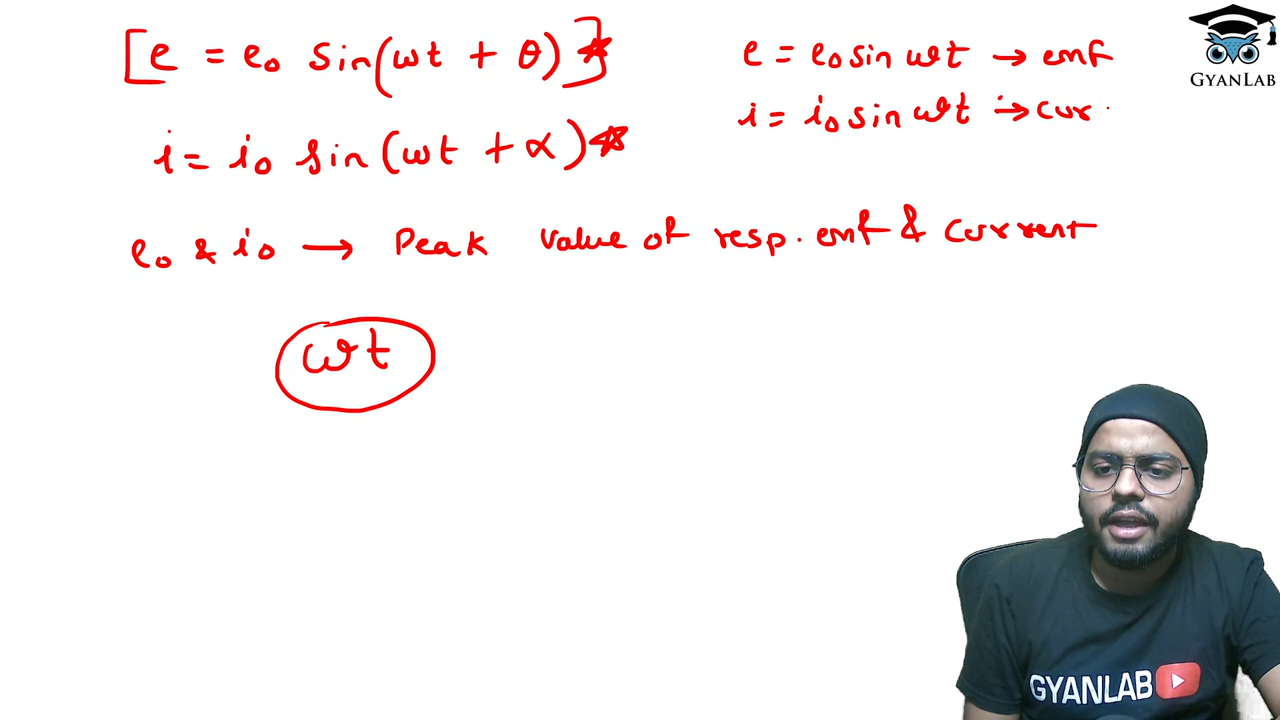 [e = e₀ sin(ωt + θ)]*
e = e₀ sin ωt → emf
i = i₀ sin ωt → cur.
i = i₀ sin(ωt + α)*
e₀ & i₀ → Peak value of resp. emf & current
ωt
GYANLAB
GYANLAB